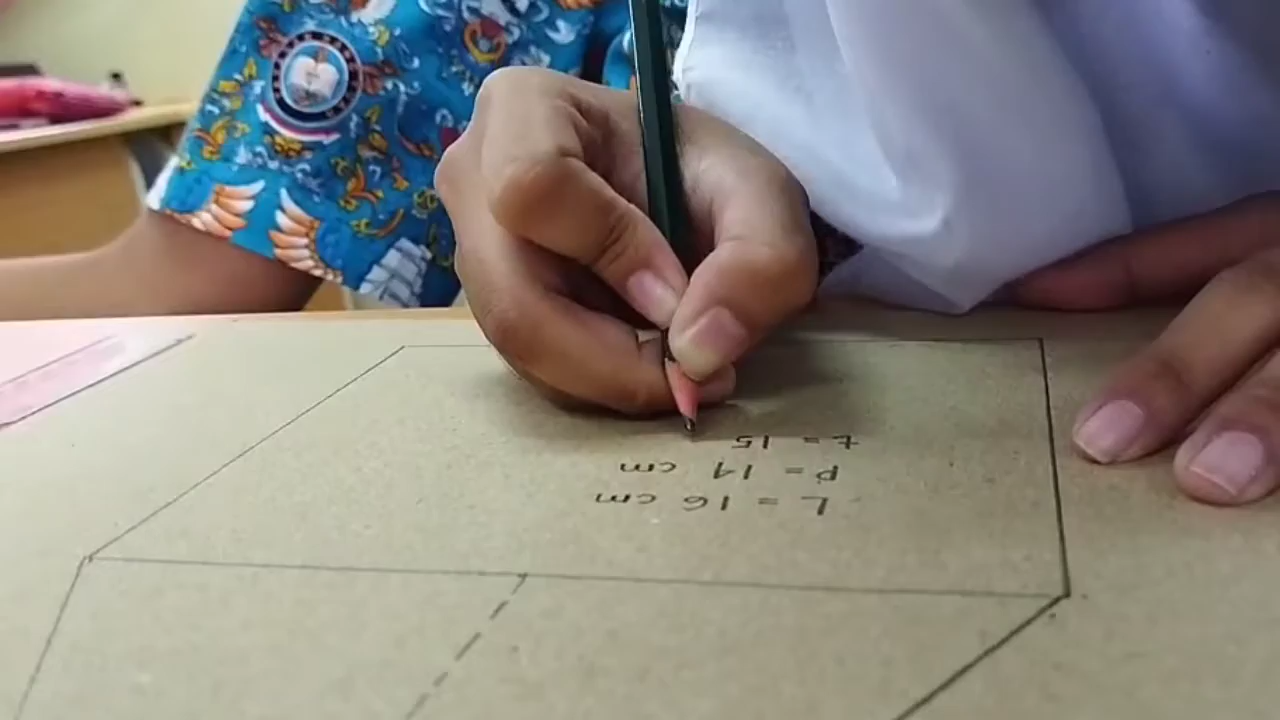 L = 16 cm
P = 14 cm
t = 15